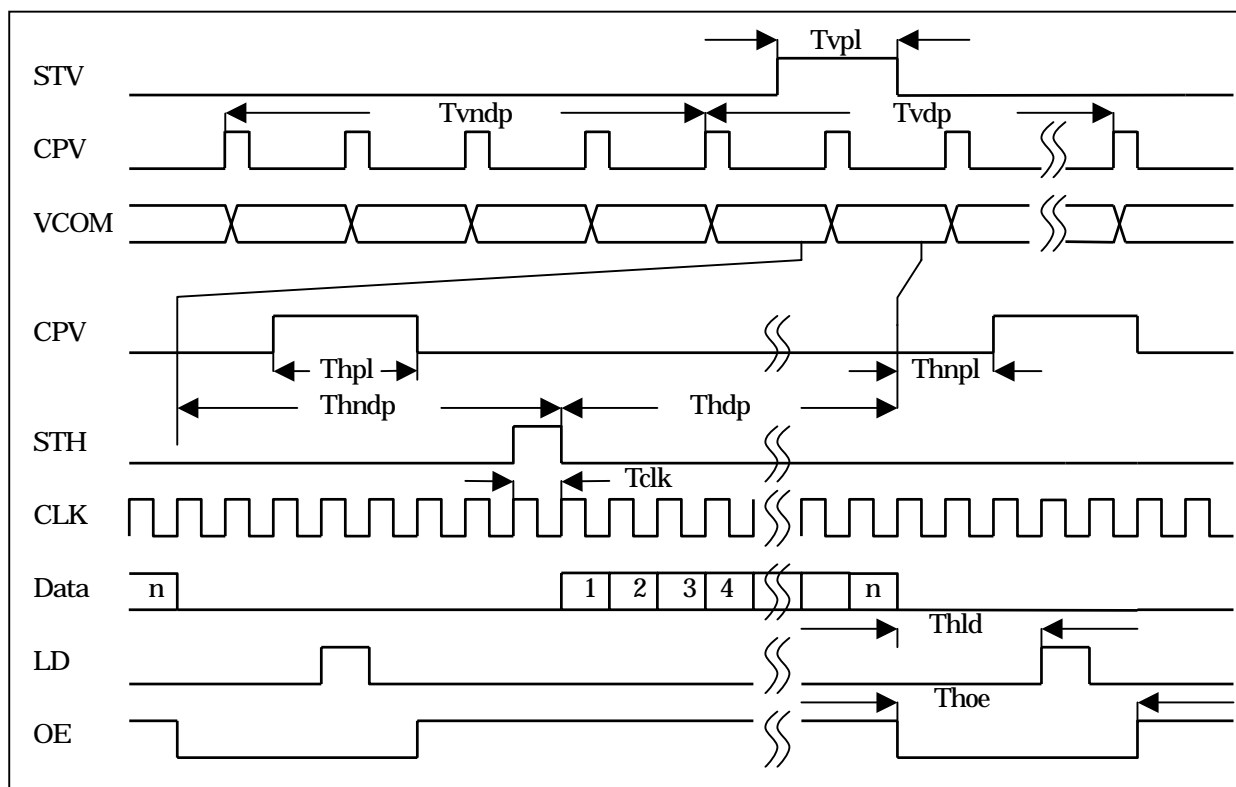 Tvpl
STV
Tvndp Tvdp
CPV
VCOM
CPV
Thpl Thnpl
Thndp Thdp
STH
Tclk
CLK
Data n 1 2 3 4 n
Thld
LD
Thoe
OE